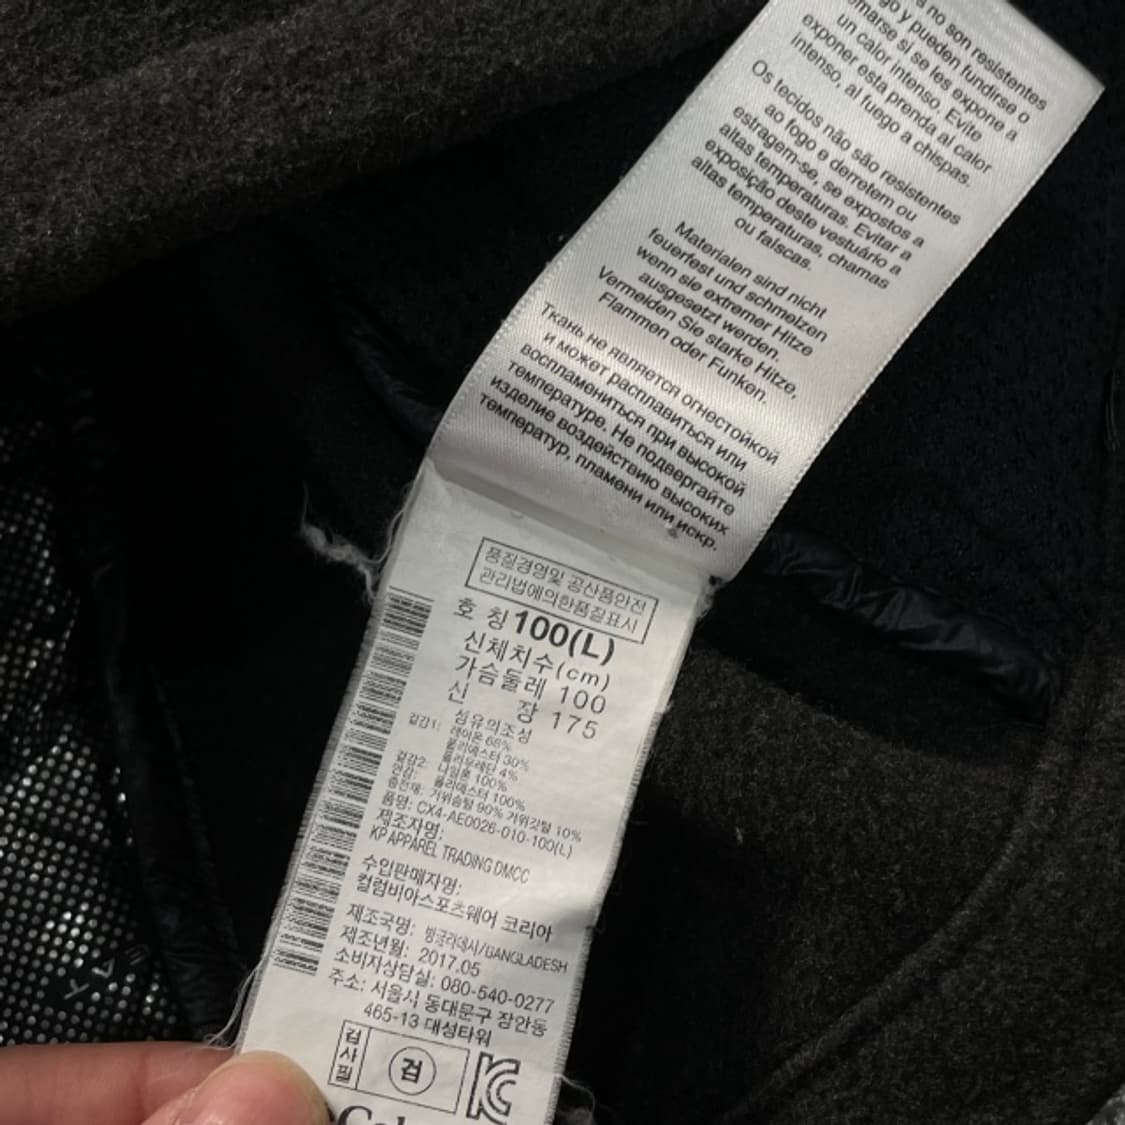 s no son resistentes
go y pueden fundirse o
marse si se les expone a
un calor intenso. Evite
exponer esta prenda al calor
intenso, al fuego a chispas.
Os tecidos não são resistentes
ao fogo e derretem ou
estragem-se, se expostos a
altas temperaturas. Evitar a
exposição deste vestuário a
altas temperaturas, chamas
ou faíscas.
Materialen sind nicht
feuerfest und schmelzen
wenn sie extremer Hitze
ausgesetzt werden.
Vermeiden Sie starke Hitze,
Flammen oder Funken.
Ткань не является огнестойкой
и может расплавиться или
воспламениться при высокой
температуре. Не подвергайте
изделие воздействию высоких
температур, пламени или искр.
품질경영및 공산품안전
관리법에의한품질표시
호 칭 100(L)
신체치수(cm)
가슴둘레 100
신 장 175
섬유의조성
겉감1: 레이온 66%
폴리에스터 30%
폴리우레탄 4%
겉감2: 나일론 100%
안감: 폴리에스터 100%
충전재: 거위솜털 90% 거위깃털 10%
품명: CX4-AE0026-010-100(L)
제조자명:
KP APPAREL TRADING DMCC
수입판매자명:
컬럼비아스포츠웨어 코리아
제조국명: 방글라데시/BANGLADESH
제조년월: 2017.05
소비자상담실: 080-540-0277
주소: 서울시 동대문구 장안동
465-13 대성타워
검사필
검